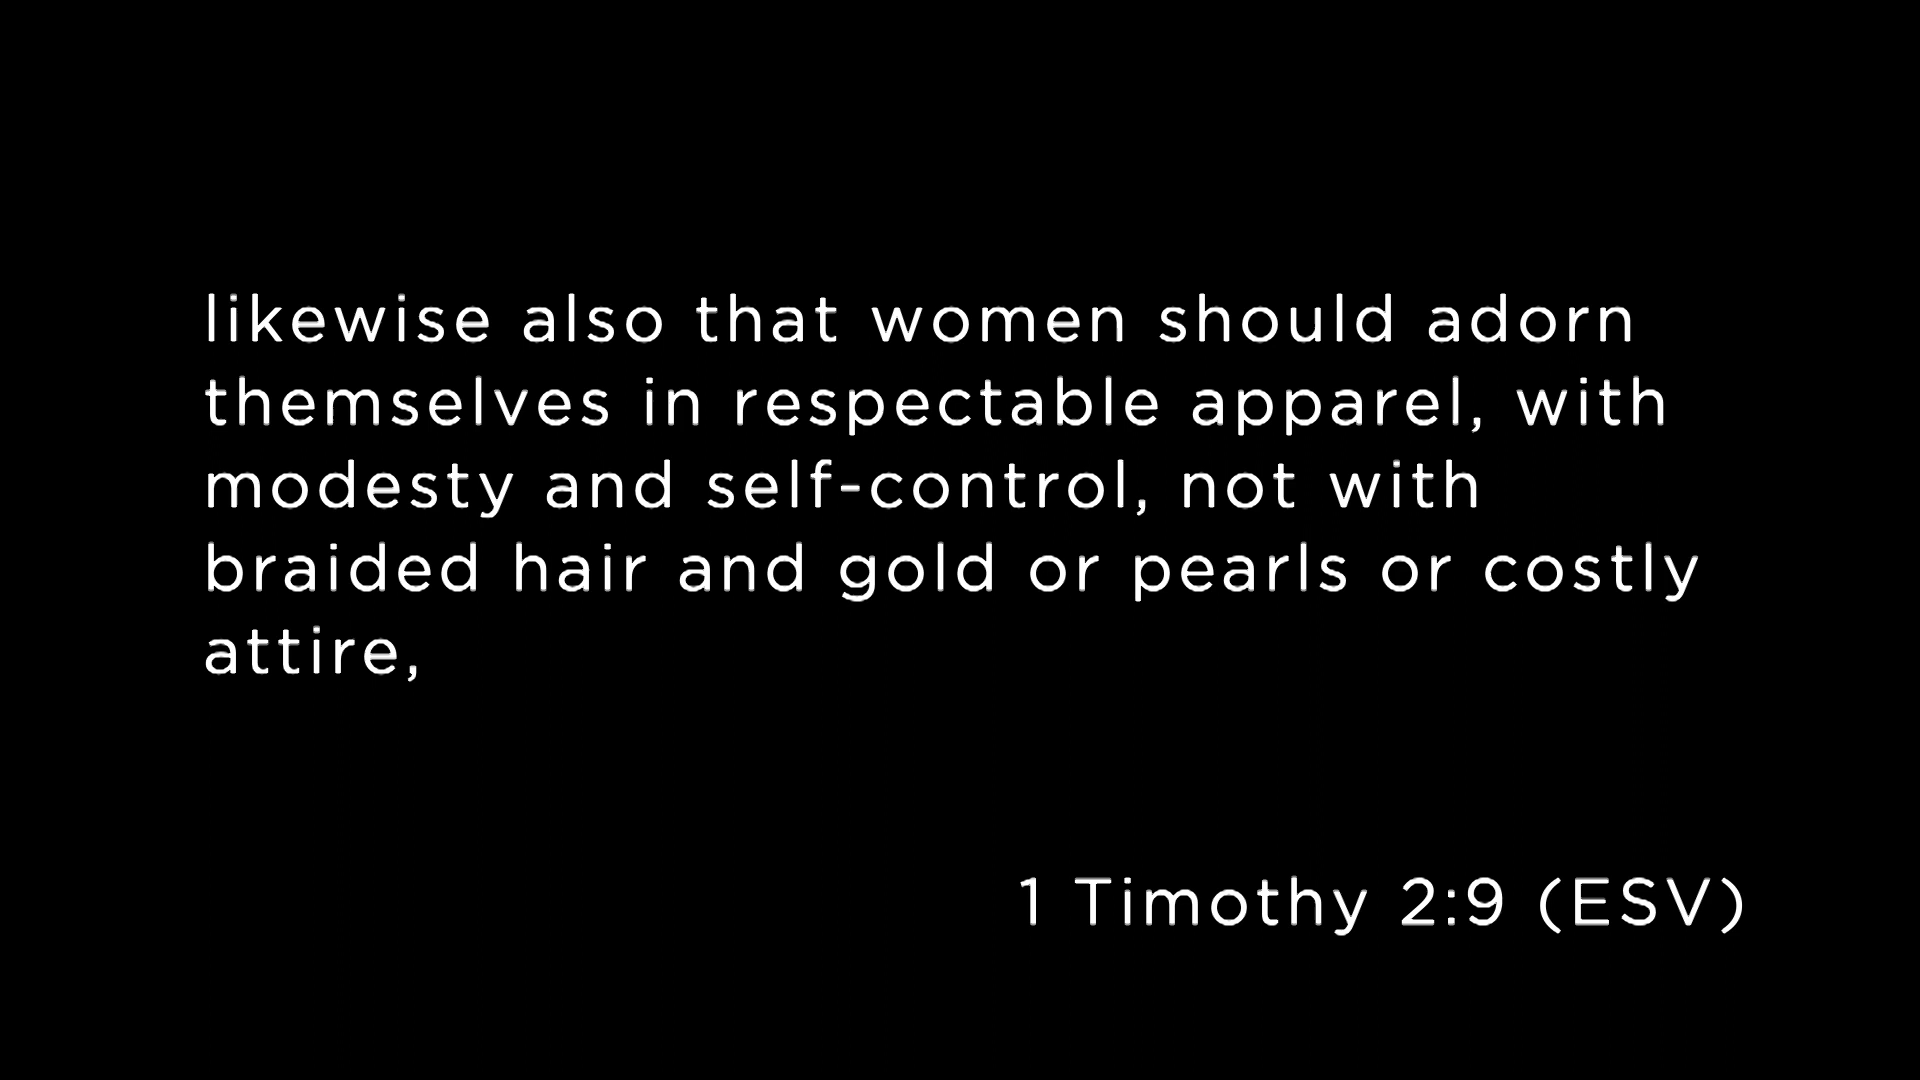 likewise also that women should adorn
themselves in respectable apparel, with
modesty and self-control, not with
braided hair and gold or pearls or costly
attire,
1 Timothy 2:9 (ESV)